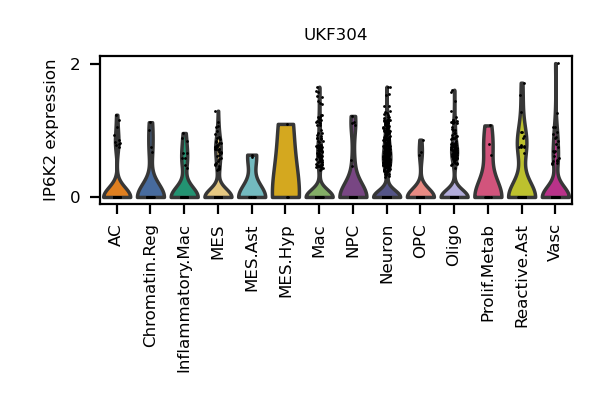 UKF304
IP6K2 expression
2
0
AC
Chromatin.Reg
Inflammatory.Mac
MES
MES.Ast
MES.Hyp
Mac
NPC
Neuron
OPC
Oligo
Prolif.Metab
Reactive.Ast
Vasc